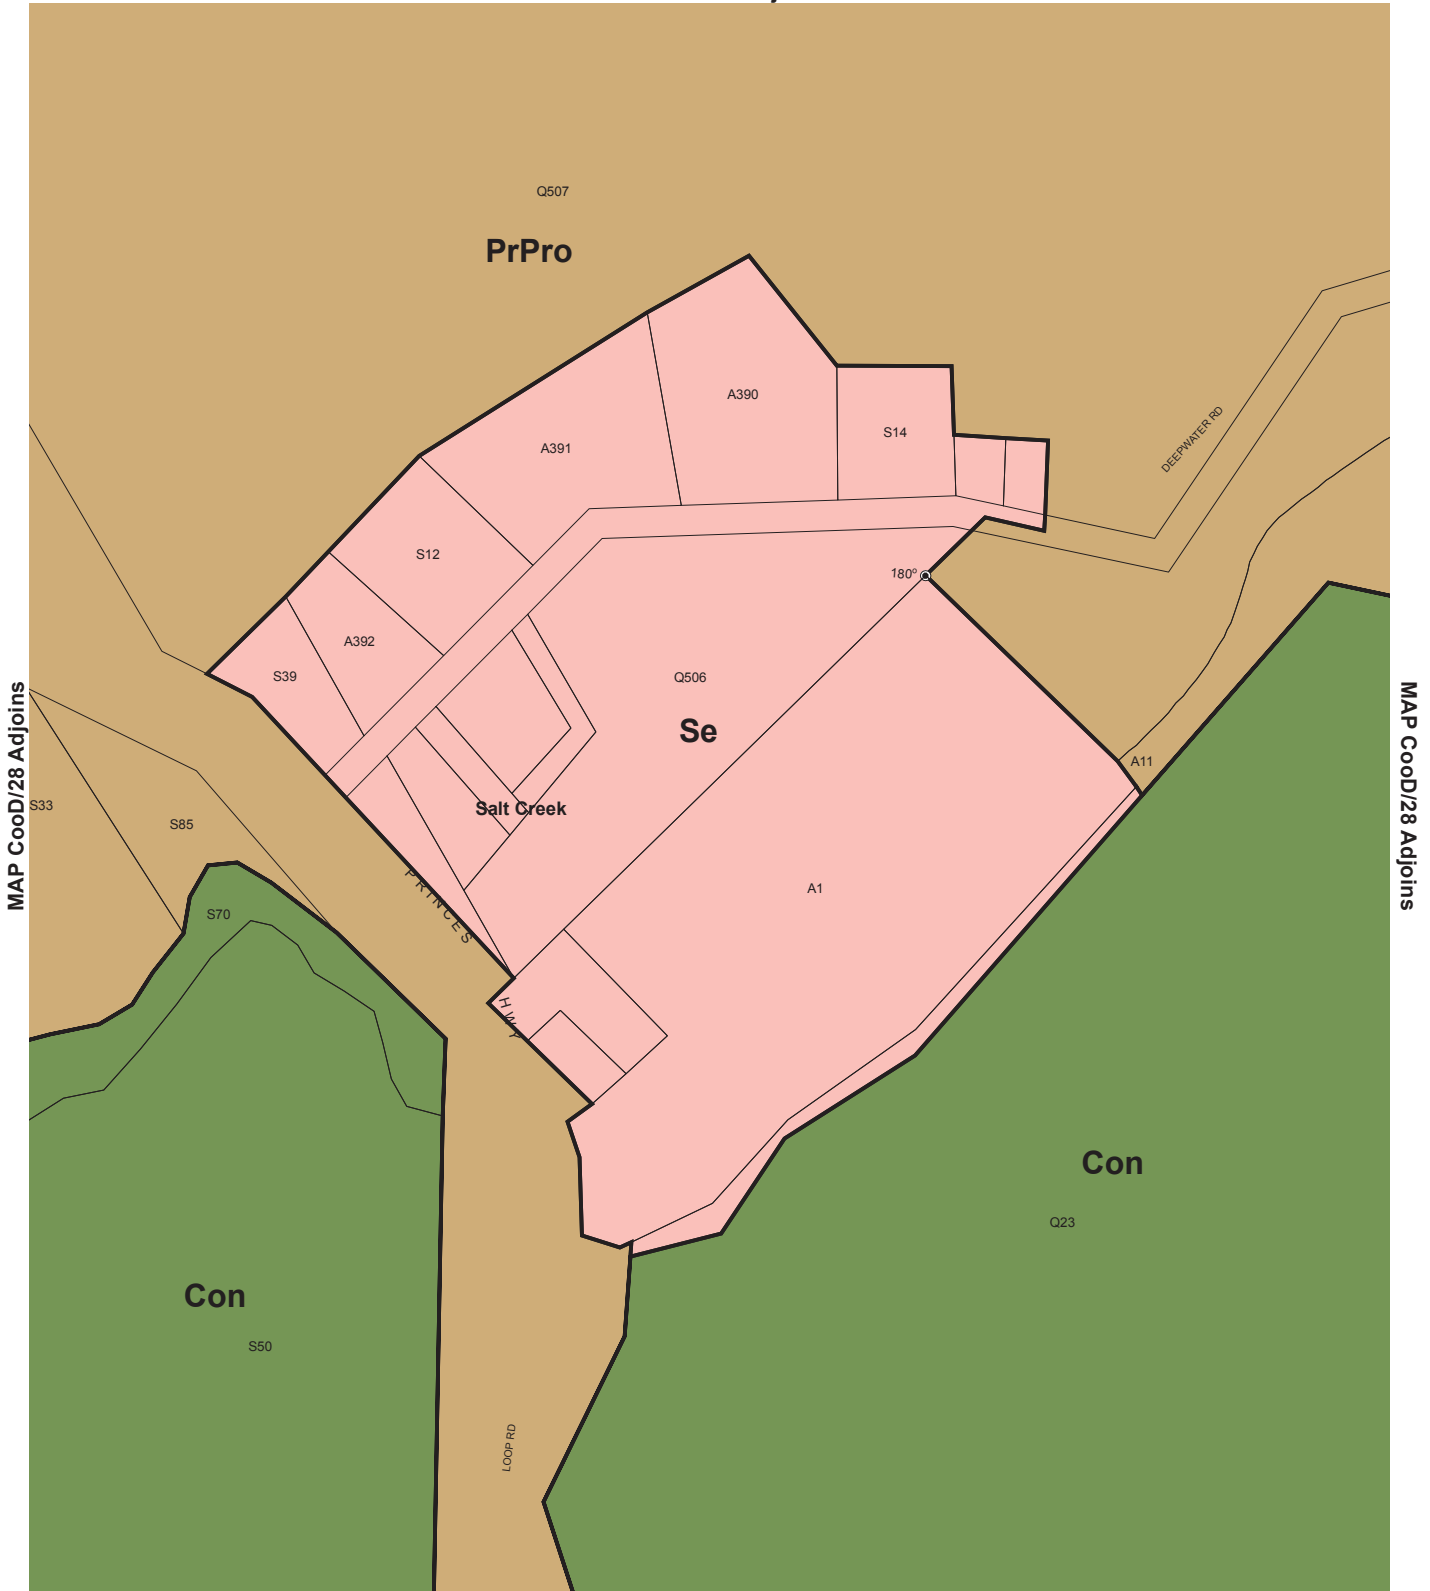 Q507
PrPro
A390
A391
S14
DEEPWATER RD
S12
180°
A392
S39
Q506
Se
MAP CooD/28 Adjoins
MAP CooD/28 Adjoins
A11
S33
Salt Creek
S85
A1
PRINCES
S70
HWY
Con
Q23
Con
S50
LOOP RD